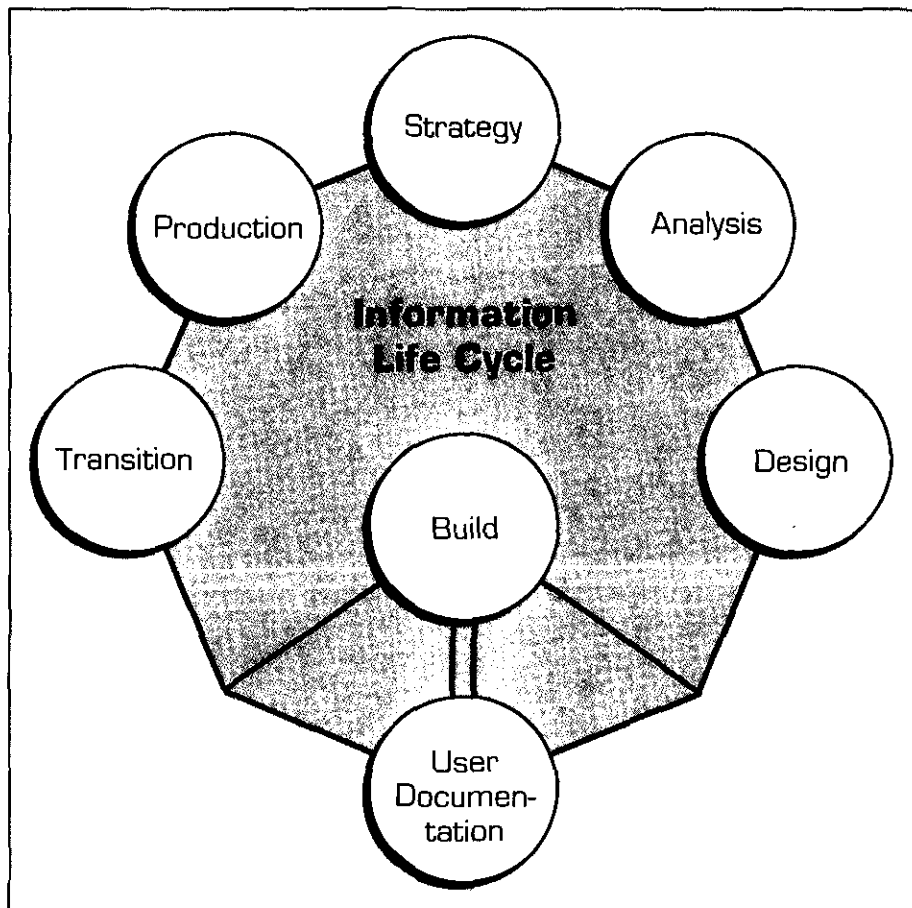 Strategy
Production
Analysis
Information
Life Cycle
Transition
Design
Build
User
Documen-
tation